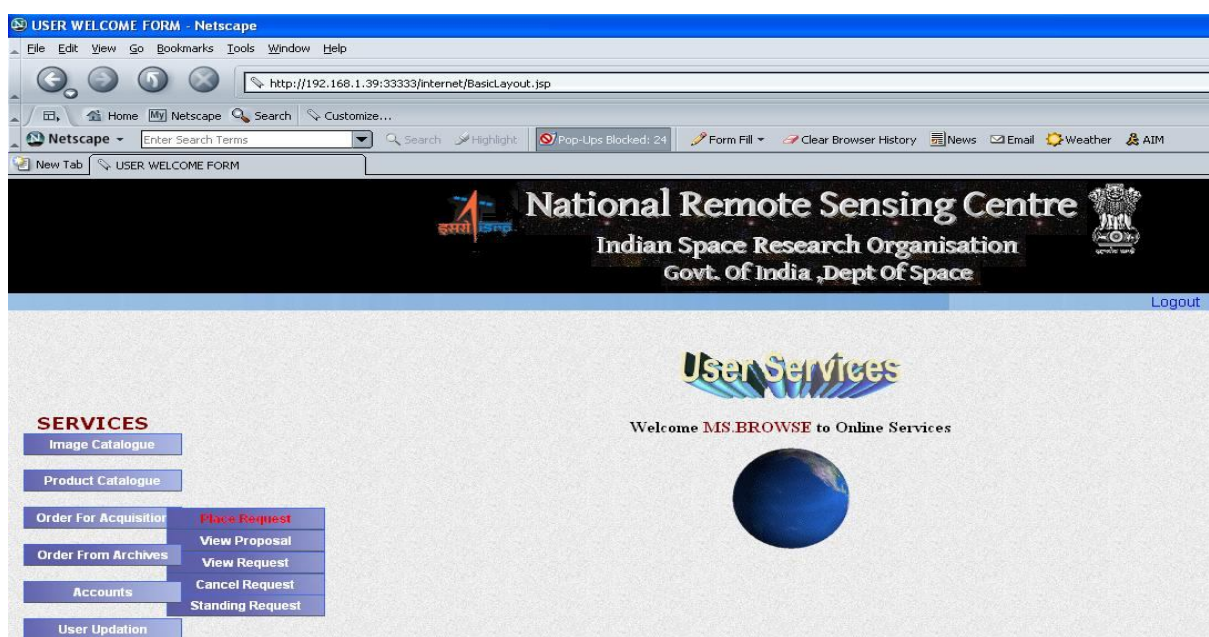 USER WELCOME FORM - Netscape
File Edit View Go Bookmarks Tools Window Help
http://192.168.1.39:33333/internet/BasicLayout.jsp
Home My Netscape Search Customize...
Netscape Enter Search Terms Search Highlight Pop-Ups Blocked: 24 Form Fill Clear Browser History News Email Weather AIM
New Tab USER WELCOME FORM
इसरो isro
National Remote Sensing Centre
Indian Space Research Organisation
Govt. Of India ,Dept Of Space
Logout
User Services
Welcome MS.BROWSE to Online Services
SERVICES
Image Catalogue
Product Catalogue
Order For Acquisition
Place Request
View Proposal
Order From Archives
View Request
Cancel Request
Accounts
Standing Request
User Updation